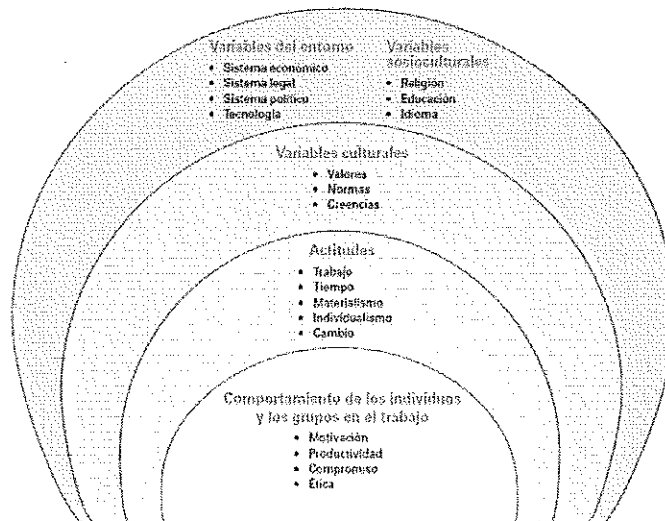 Variables del entorno
• Sistema económico
• Sistema legal
• Sistema político
• Tecnología
Variables
socioculturales
• Religión
• Educación
• Idioma
Variables culturales
• Valores
• Normas
• Creencias
Actitudes
• Trabajo
• Tiempo
• Materialismo
• Individualismo
• Cambio
Comportamiento de los individuos
y los grupos en el trabajo
• Motivación
• Productividad
• Compromiso
• Ética